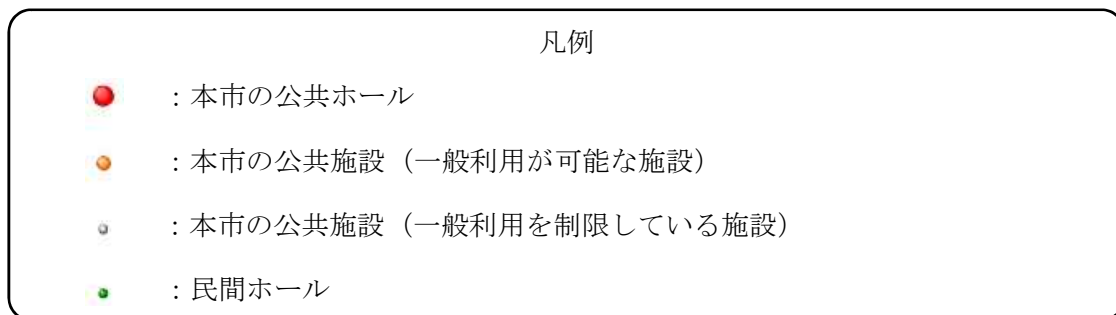 凡例
：本市の公共ホール
：本市の公共施設（一般利用が可能な施設）
：本市の公共施設（一般利用を制限している施設）
：民間ホール